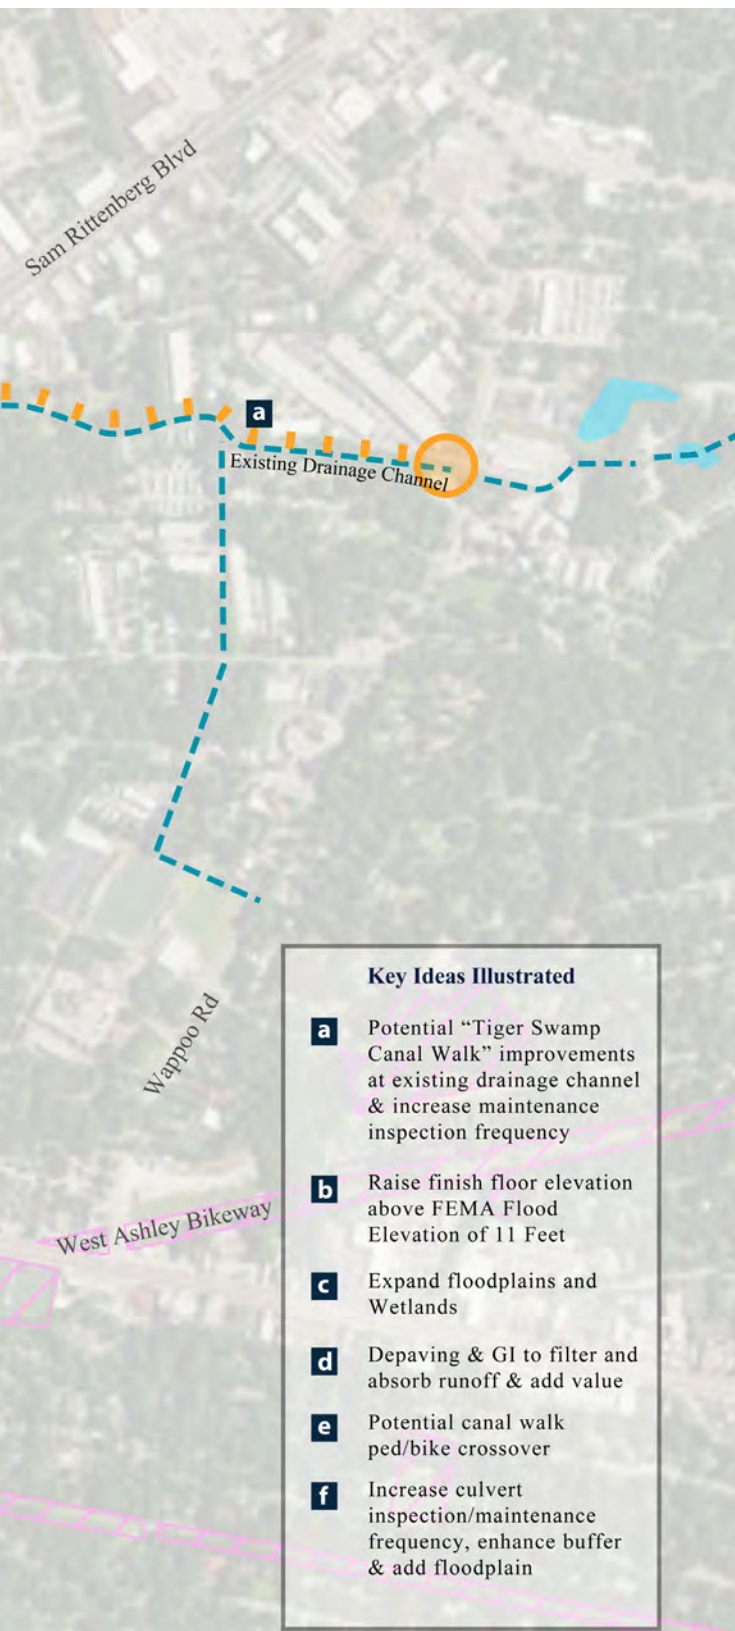 Sam Rittenberg Blvd
a
Existing Drainage Channel
Wappoo Rd
West Ashley Bikeway
Key Ideas Illustrated
a Potential “Tiger Swamp
Canal Walk” improvements
at existing drainage channel
& increase maintenance
inspection frequency
b Raise finish floor elevation
above FEMA Flood
Elevation of 11 Feet
c Expand floodplains and
Wetlands
d Depaving & GI to filter and
absorb runoff & add value
e Potential canal walk
ped/bike crossover
f Increase culvert
inspection/maintenance
frequency, enhance buffer
& add floodplain